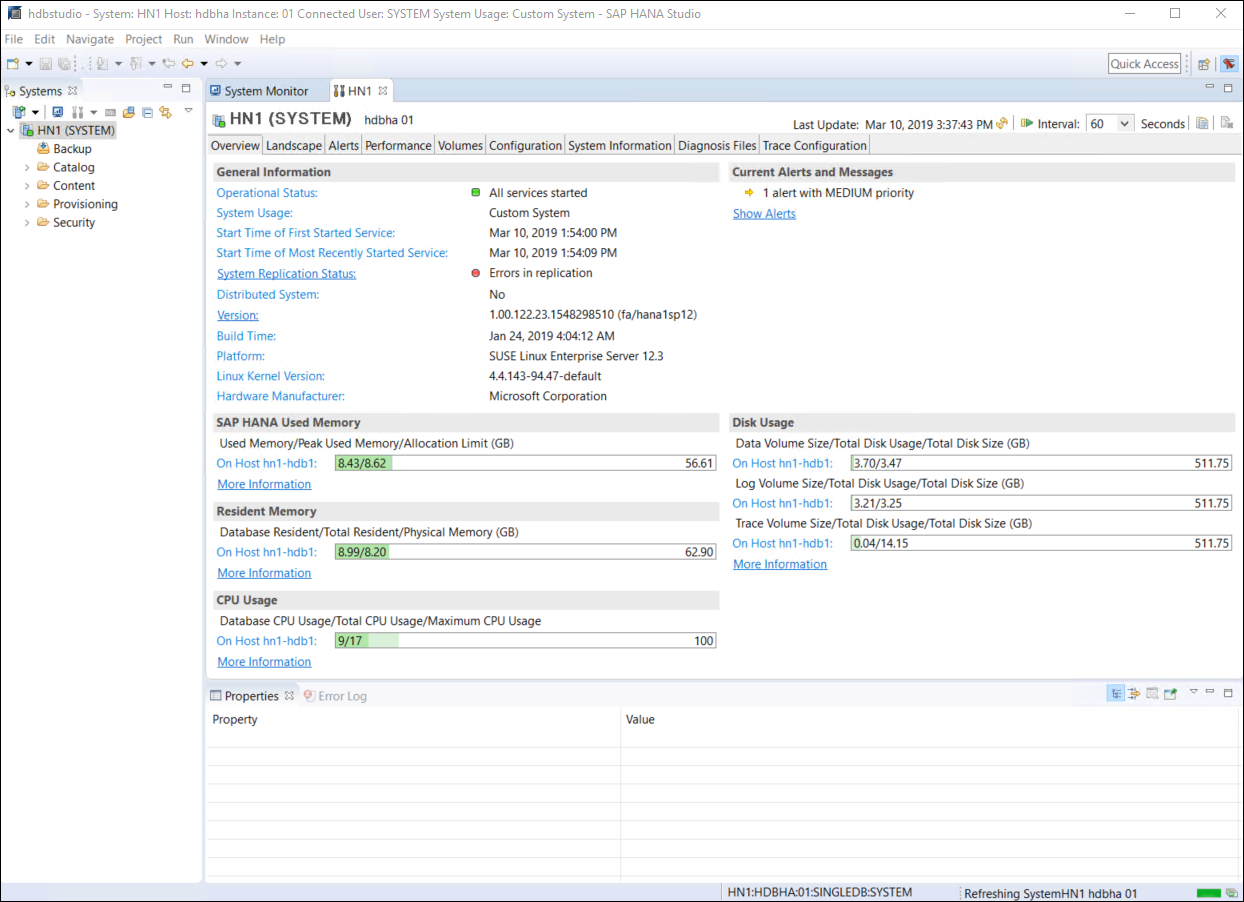 hdbstudio - System: HN1 Host: hdbha Instance: 01 Connected User: SYSTEM System Usage: Custom System - SAP HANA Studio
File Edit Navigate Project Run Window Help
Quick Access
Systems
System Monitor
HN1
HN1 (SYSTEM)
Backup
Catalog
Content
Provisioning
Security
HN1 (SYSTEM) hdbha 01
Last Update: Mar 10, 2019 3:37:43 PM Interval: 60 Seconds
Overview Landscape Alerts Performance Volumes Configuration System Information Diagnosis Files Trace Configuration
General Information
Operational Status: All services started
System Usage: Custom System
Start Time of First Started Service: Mar 10, 2019 1:54:00 PM
Start Time of Most Recently Started Service: Mar 10, 2019 1:54:09 PM
System Replication Status: Errors in replication
Distributed System: No
Version: 1.00.122.23.1548298510 (fa/hana1sp12)
Build Time: Jan 24, 2019 4:04:12 AM
Platform: SUSE Linux Enterprise Server 12.3
Linux Kernel Version: 4.4.143-94.47-default
Hardware Manufacturer: Microsoft Corporation
Current Alerts and Messages
1 alert with MEDIUM priority
Show Alerts
SAP HANA Used Memory
Used Memory/Peak Used Memory/Allocation Limit (GB)
On Host hn1-hdb1: 8.43/8.62 56.61
More Information
Resident Memory
Database Resident/Total Resident/Physical Memory (GB)
On Host hn1-hdb1: 8.99/8.20 62.90
More Information
CPU Usage
Database CPU Usage/Total CPU Usage/Maximum CPU Usage
On Host hn1-hdb1: 9/17 100
More Information
Disk Usage
Data Volume Size/Total Disk Usage/Total Disk Size (GB)
On Host hn1-hdb1: 3.70/3.47 511.75
Log Volume Size/Total Disk Usage/Total Disk Size (GB)
On Host hn1-hdb1: 3.21/3.25 511.75
Trace Volume Size/Total Disk Usage/Total Disk Size (GB)
On Host hn1-hdb1: 0.04/14.15 511.75
More Information
Properties
Error Log
Property Value
HN1:HDBHA:01:SINGLEDB:SYSTEM
Refreshing SystemHN1 hdbha 01